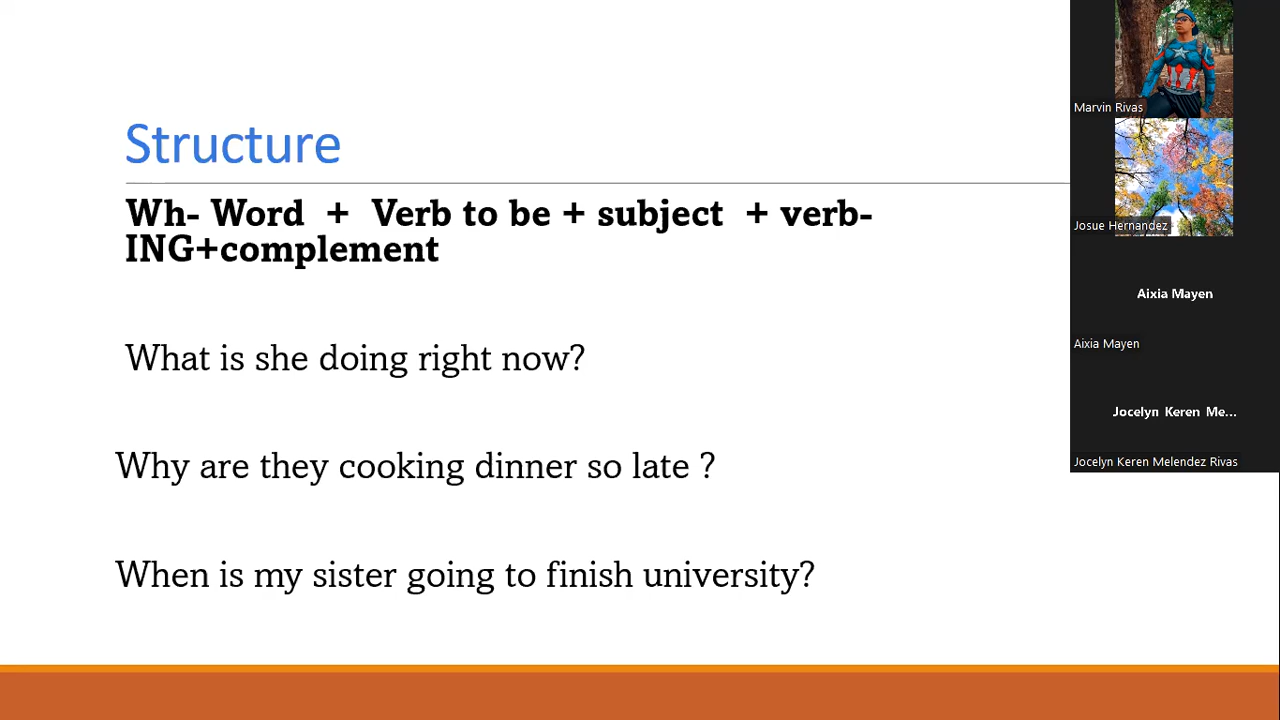 Structure
Wh- Word + Verb to be + subject + verb-
ING+complement
What is she doing right now?
Why are they cooking dinner so late ?
When is my sister going to finish university?
Marvin Rivas
Josue Hernandez
Aixia Mayen
Aixia Mayen
Jocelyn Keren Me...
Jocelyn Keren Melendez Rivas